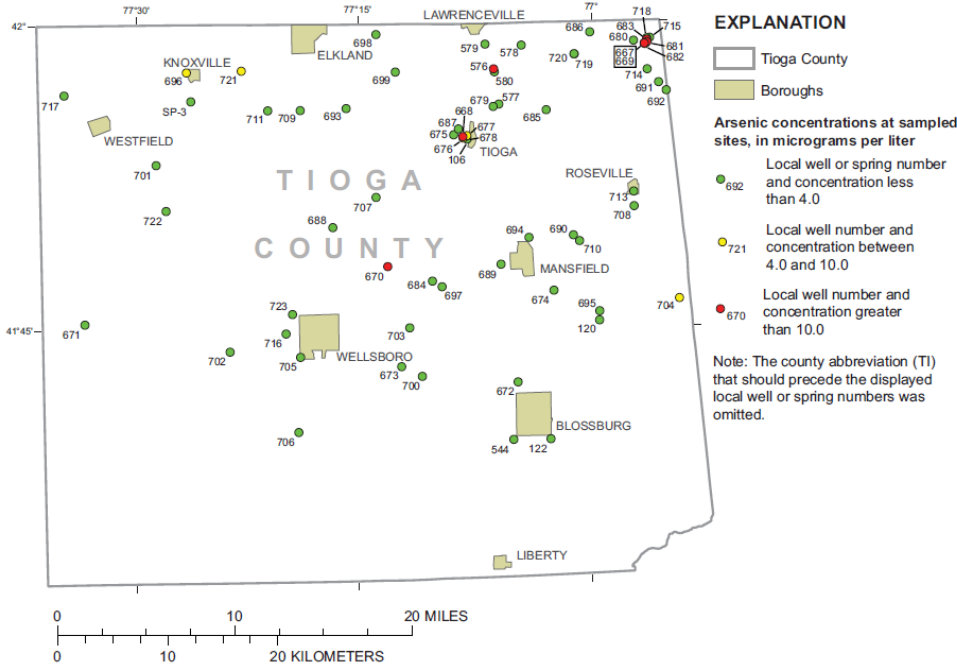 77°30'
77°15'
LAWRENCEVILLE
77°
718
42°
698
ELKLAND
579
578
686
683
680
715
681
682
667
669
720
719
KNOXVILLE
696
721
699
576
580
714
691
692
717
SP-3
711
709
693
679
577
685
668
687
675
677
678
676
106
TIOGA
WESTFIELD
701
ROSEVILLE
713
708
TIOGA
707
722
688
COUNTY
694
690
710
689
MANSFIELD
670
684
697
674
704
695
120
723
41°45'
671
716
703
702
705
WELLSBORO
673
700
672
BLOSSBURG
706
544
122
LIBERTY
0
10
20 MILES
0
10
20 KILOMETERS
EXPLANATION
Tioga County
Boroughs
Arsenic concentrations at sampled
sites, in micrograms per liter
692
Local well or spring number
and concentration less
than 4.0
721
Local well number and
concentration between
4.0 and 10.0
670
Local well number and
concentration greater
than 10.0
Note: The county abbreviation (TI)
that should precede the displayed
local well or spring numbers was
omitted.